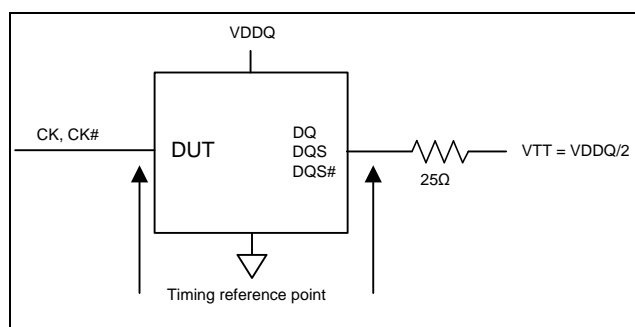 VDDQ
CK, CK#
DUT
DQ
DQS
DQS#
25Ω
VTT = VDDQ/2
Timing reference point